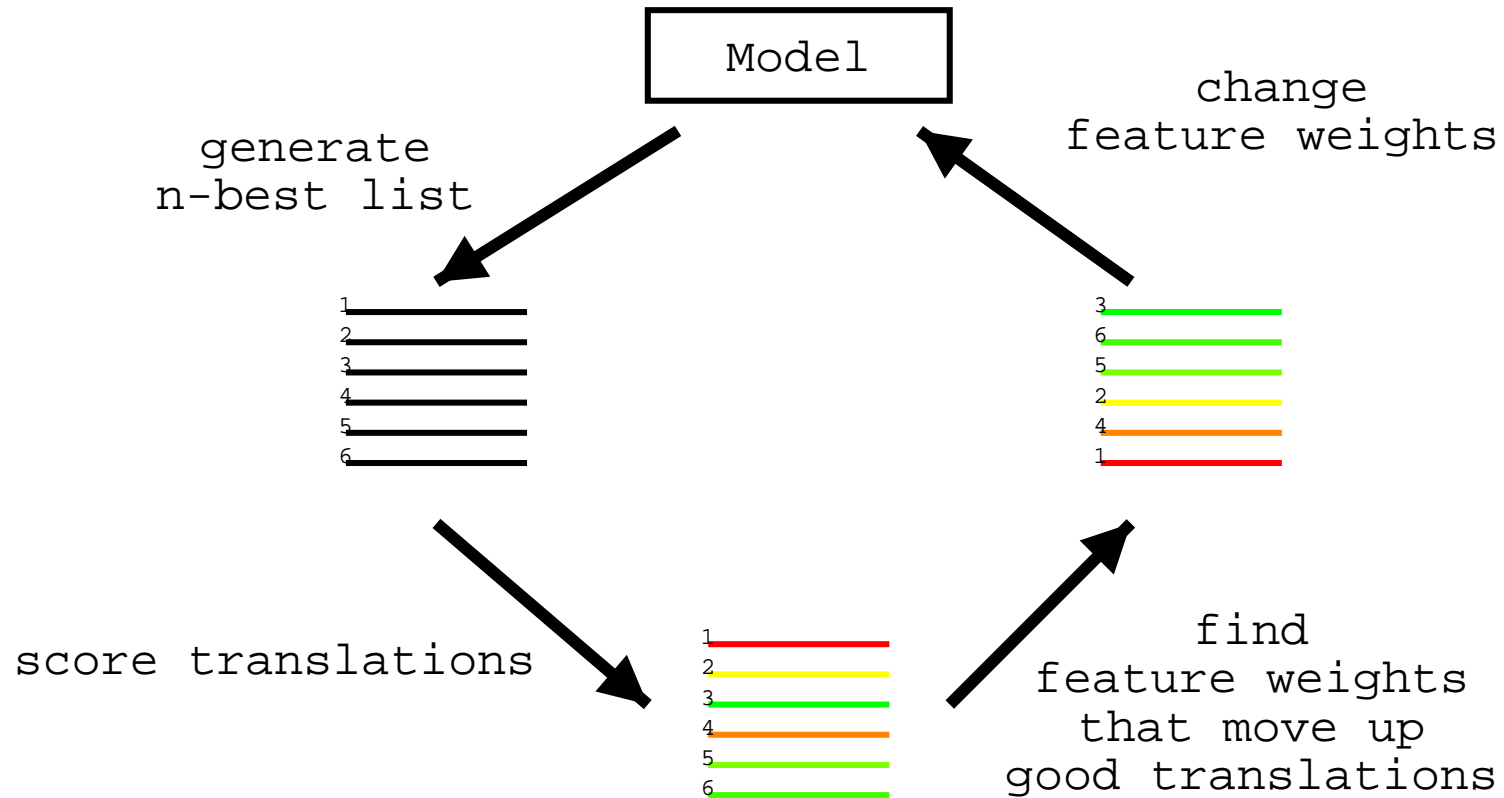 Model
change
feature weights
generate
n-best list
1
2
3
4
5
6
3
6
5
2
4
1
score translations
1
2
3
4
5
6
find
feature weights
that move up
good translations